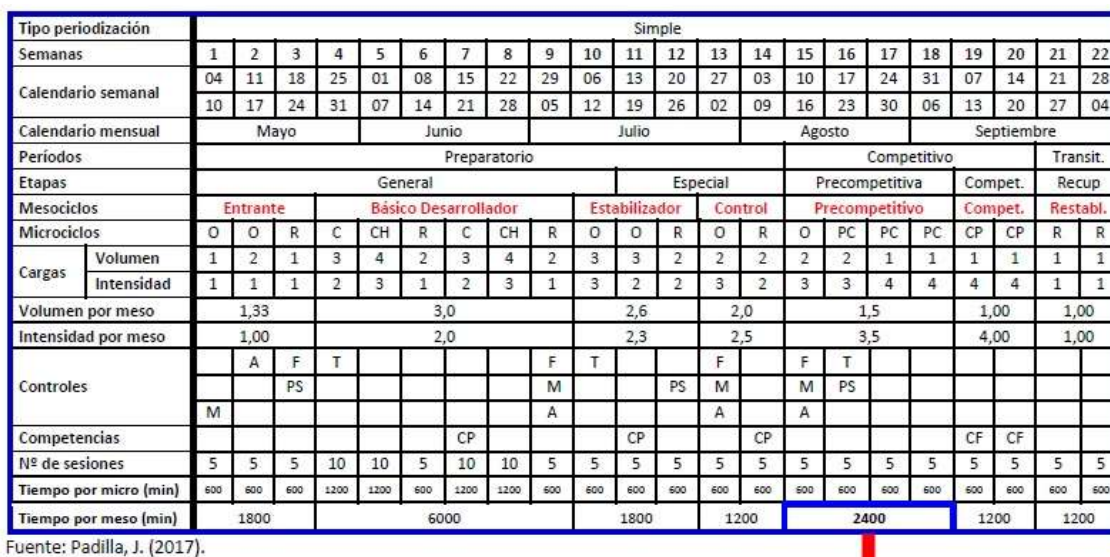 Tipo periodización Simple
Semanas 1 2 3 4 5 6 7 8 9 10 11 12 13 14 15 16 17 18 19 20 21 22
Calendario semanal 04 11 18 25 01 08 15 22 29 06 13 20 27 03 10 17 24 31 07 14 21 28
10 17 24 31 07 14 21 28 05 12 19 26 02 09 16 23 30 06 13 20 27 04
Calendario mensual Mayo Junio Julio Agosto Septiembre
Períodos Preparatorio Competitivo Transit.
Etapas General Especial Precompetitiva Compet. Recup
Mesociclos Entrante Básico Desarrollador Estabilizador Control Precompetitivo Compet. Restabl.
Microciclos O O R C CH R C CH R O O R O R O PC PC PC CP CP R R
Cargas Volumen 1 2 1 3 4 2 3 4 2 3 3 2 2 2 2 2 1 1 1 1 1 1
Intensidad 1 1 1 2 3 1 2 3 1 3 2 2 3 2 3 3 4 4 4 4 1 1
Volumen por meso 1,33 3,0 2,6 2,0 1,5 1,00 1,00
Intensidad por meso 1,00 2,0 2,3 2,5 3,5 4,00 1,00
Controles A F T F T F F T
PS M PS M M PS
M A A A
Competencias CP CP CP CF CF
Nº de sesiones 5 5 5 10 10 5 10 10 5 5 5 5 5 5 5 5 5 5 5 5 5 5
Tiempo por micro (min) 600 600 600 1200 1200 600 1200 1200 600 600 600 600 600 600 600 600 600 600 600 600 600 600
Tiempo por meso (min) 1800 6000 1800 1200 2400 1200 1200
Fuente: Padilla, J. (2017).